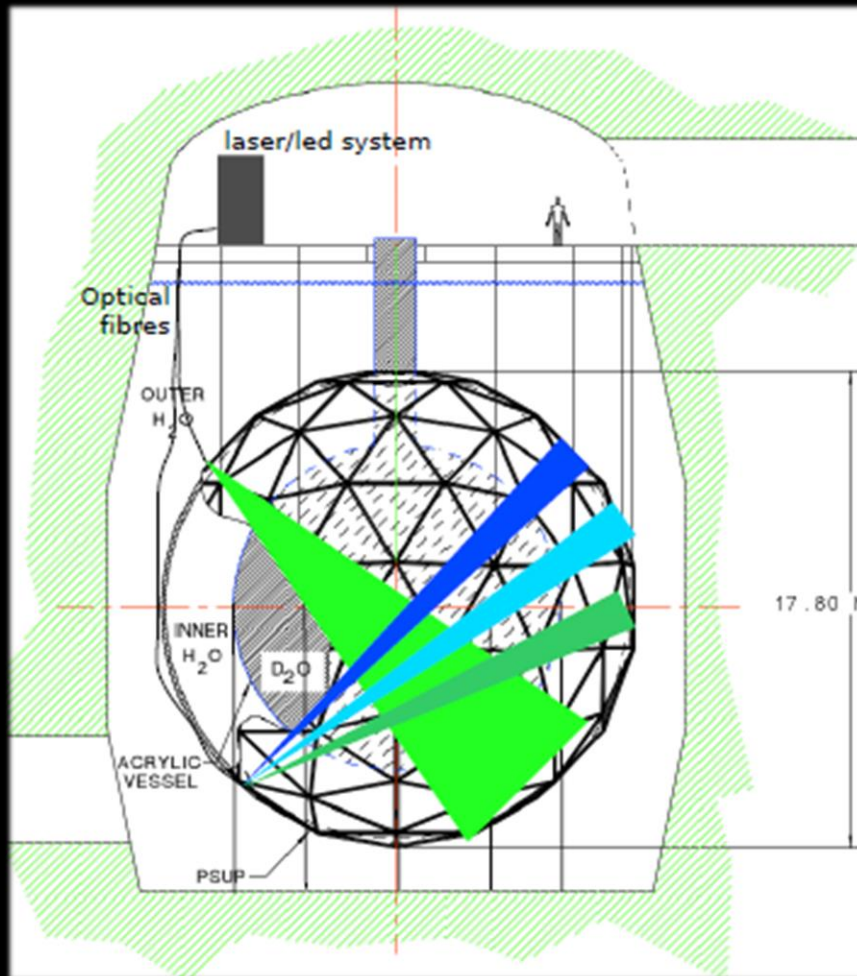 laser/led system
Optical
fibres
OUTER
H2O
17.80
INNER
H2O
D2O
ACRYLIC
VESSEL
PSUP